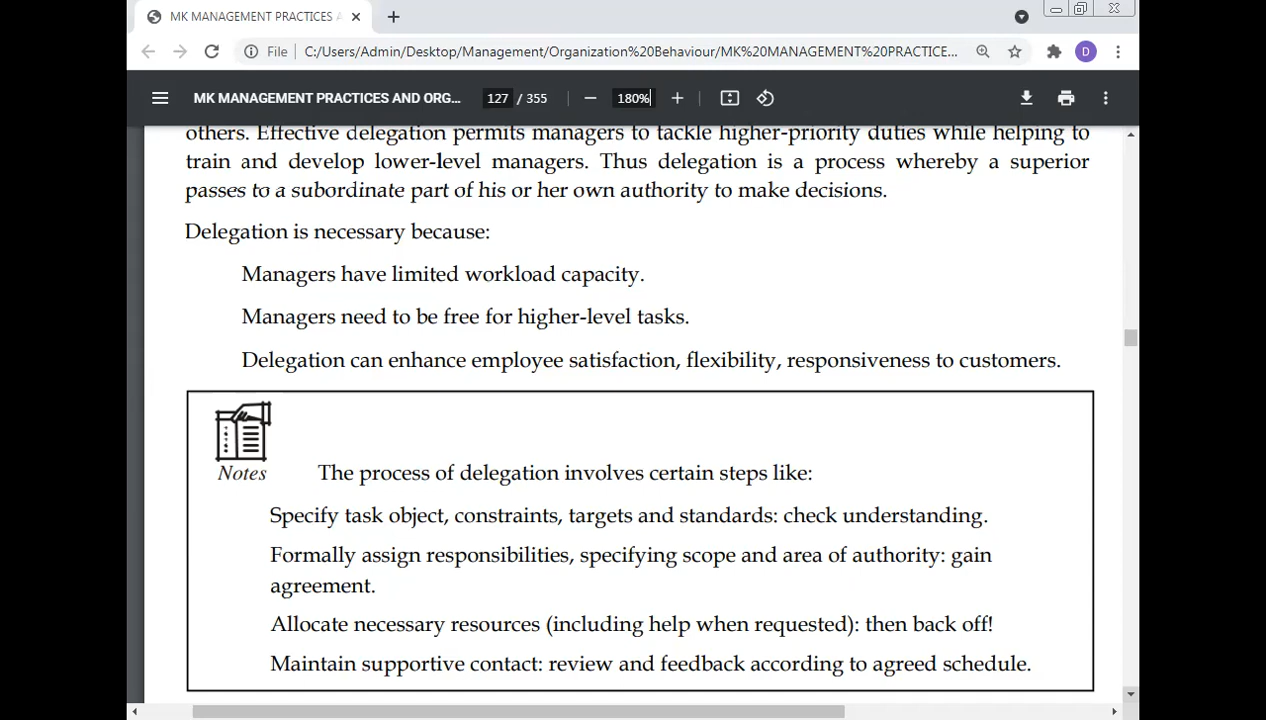 MK MANAGEMENT PRACTICES A
File C:/Users/Admin/Desktop/Management/Organization%20Behaviour/MK%20MANAGEMENT%20PRACTICE... D
MK MANAGEMENT PRACTICES AND ORG... 127 / 355 180%
others. Effective delegation permits managers to tackle higher-priority duties while helping to
train and develop lower-level managers. Thus delegation is a process whereby a superior
passes to a subordinate part of his or her own authority to make decisions.
Delegation is necessary because:
Managers have limited workload capacity.
Managers need to be free for higher-level tasks.
Delegation can enhance employee satisfaction, flexibility, responsiveness to customers.
Notes The process of delegation involves certain steps like:
Specify task object, constraints, targets and standards: check understanding.
Formally assign responsibilities, specifying scope and area of authority: gain
agreement.
Allocate necessary resources (including help when requested): then back off!
Maintain supportive contact: review and feedback according to agreed schedule.